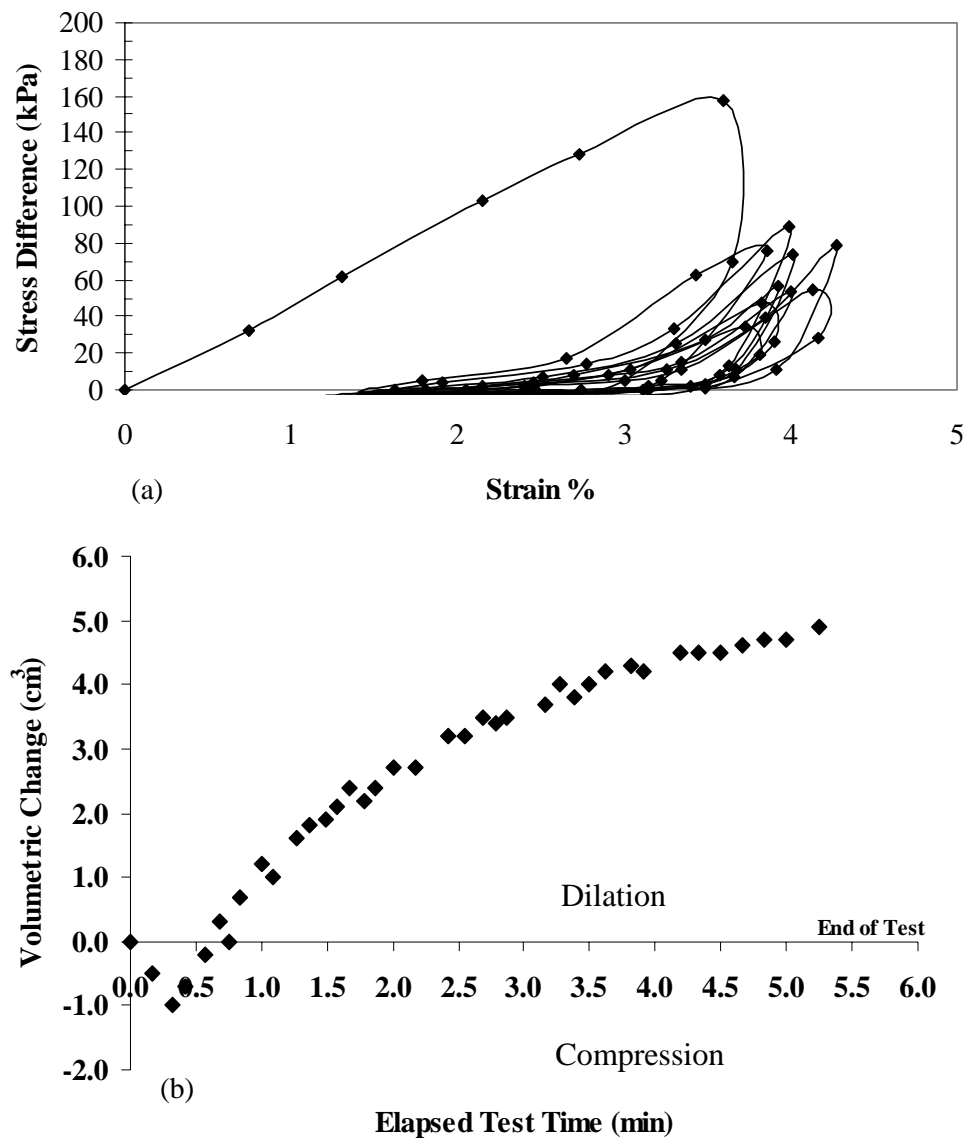 200
180
160
140
120
100
80
60
40
20
0
Stress Difference (kPa)
0 1 2 3 4 5
(a)
Strain %
6.0
5.0
4.0
3.0
2.0
1.0
0.0
-1.0
-2.0
Volumetric Change (cm³)
Dilation
End of Test
0.0 0.5 1.0 1.5 2.0 2.5 3.0 3.5 4.0 4.5 5.0 5.5 6.0
Compression
(b)
Elapsed Test Time (min)